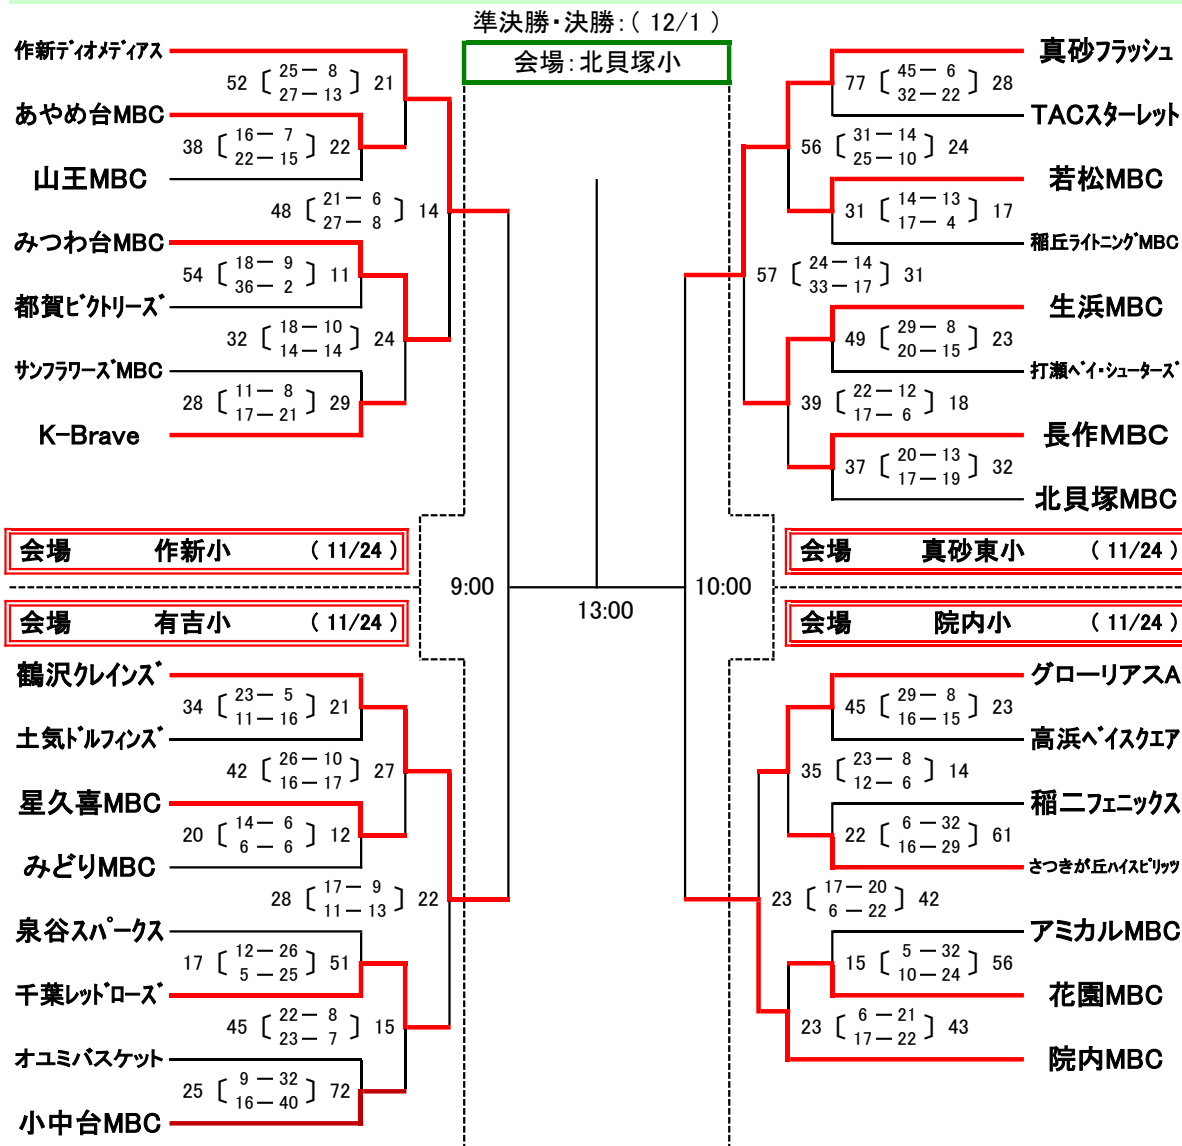 準決勝・決勝：( 12/1 )
会場：北貝塚小
作新ディオメディアス
52 〔 25－ 8 27－ 13 〕 21
あやめ台MBC
38 〔 16－ 7 22－ 15 〕 22
山王MBC
48 〔 21－ 6 27－ 8 〕 14
みつわ台MBC
54 〔 18－ 9 36－ 2 〕 11
都賀ビクトリーズ
32 〔 18－ 10 14－ 14 〕 24
サンフラワーズMBC
28 〔 11－ 8 17－ 21 〕 29
K-Brave
真砂フラッシュ
77 〔 45－ 6 32－ 22 〕 28
TACスターレット
56 〔 31－ 14 25－ 10 〕 24
若松MBC
31 〔 14－ 13 17－ 4 〕 17
稲丘ライトニングMBC
57 〔 24－ 14 33－ 17 〕 31
生浜MBC
49 〔 29－ 8 20－ 15 〕 23
打瀬ベイ・シューターズ
39 〔 22－ 12 17－ 6 〕 18
長作MBC
37 〔 20－ 13 17－ 19 〕 32
北貝塚MBC
会場 作新小 ( 11/24 )
会場 真砂東小 ( 11/24 )
9:00
10:00
13:00
会場 有吉小 ( 11/24 )
会場 院内小 ( 11/24 )
鶴沢クレインズ
34 〔 23－ 5 11－ 16 〕 21
土気ドルフィンズ
42 〔 26－ 10 16－ 17 〕 27
星久喜MBC
20 〔 14－ 6 6－ 6 〕 12
みどりMBC
28 〔 17－ 9 11－ 13 〕 22
泉谷スパークス
17 〔 12－ 26 5－ 25 〕 51
千葉レッドローズ
45 〔 22－ 8 23－ 7 〕 15
オユミバスケット
25 〔 9－ 32 16－ 40 〕 72
小中台MBC
グローリアスA
45 〔 29－ 8 16－ 15 〕 23
高浜ベイスクエア
35 〔 23－ 8 12－ 6 〕 14
稲二フェニックス
22 〔 6－ 32 16－ 29 〕 61
さつきが丘ハイスピリッツ
23 〔 17－ 20 6－ 22 〕 42
アミカルMBC
15 〔 5－ 32 10－ 24 〕 56
花園MBC
23 〔 6－ 21 17－ 22 〕 43
院内MBC